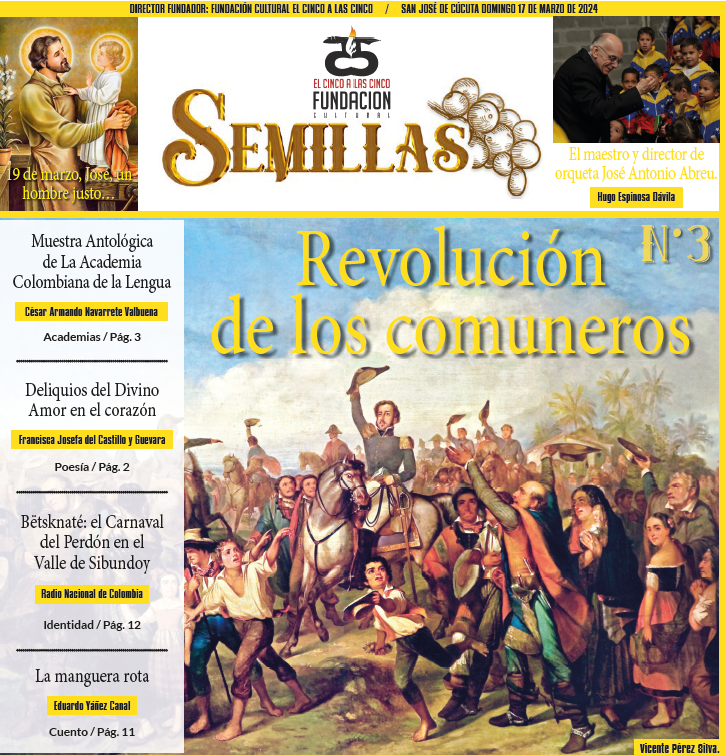 DIRECTOR FUNDADOR: FUNDACIÓN CULTURAL EL CINCO A LAS CINCO / SAN JOSÉ DE CÚCUTA DOMINGO 17 DE MARZO DE 2024
19 de marzo, José, un
hombre justo…
EL CINCO A LAS CINCO
FUNDACION
CULTURAL
SEMILLAS
El maestro y director de
orqueta José Antonio Abreu.
Hugo Espinosa Dávila
Muestra Antológica
de La Academia
Colombiana de la Lengua
César Armando Navarrete Valbuena
Academias / Pág. 3
Deliquios del Divino
Amor en el corazón
Francisca Josefa del Castillo y Guevara
Poesía / Pág. 2
Bëtsknaté: el Carnaval
del Perdón en el
Valle de Sibundoy
Radio Nacional de Colombia
Identidad / Pág. 12
La manguera rota
Eduardo Yáñez Canal
Cuento / Pág. 11
N°3
Revolución
de los comuneros
Vicente Pérez Silva.